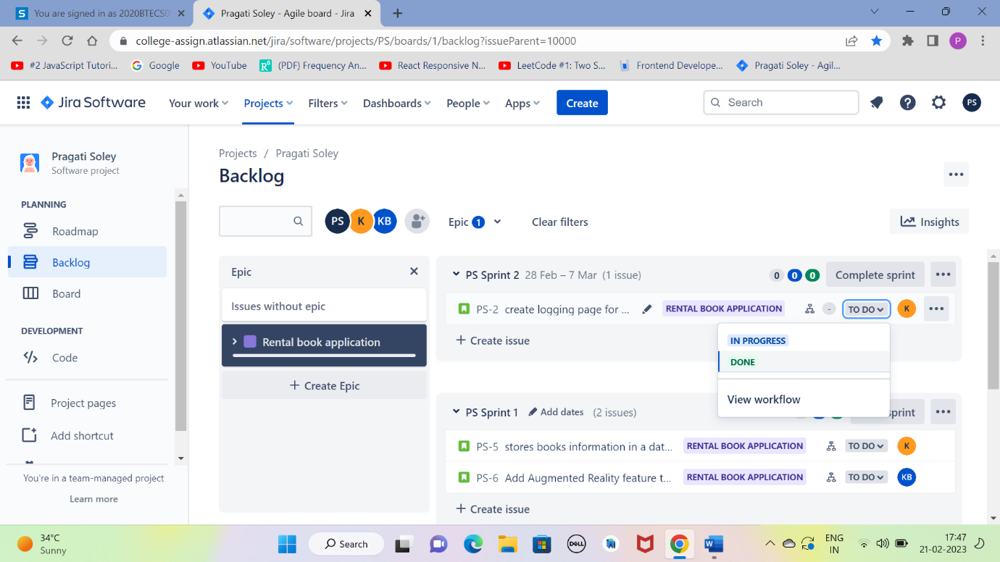 S You are signed in as 2020BTECS0
Pragati Soley - Agile board - Jira
college-assign.atlassian.net/jira/software/projects/PS/boards/1/backlog?issueParent=10000
P
#2 JavaScript Tutori...
Google
YouTube
(PDF) Frequency An...
React Responsive N...
LeetCode #1: Two S...
Frontend Develope...
Pragati Soley - Agil...
Jira Software
Your work
Projects
Filters
Dashboards
People
Apps
Create
Search
PS
Pragati Soley
Software project
PLANNING
Roadmap
Backlog
Board
DEVELOPMENT
Code
Project pages
Add shortcut
You're in a team-managed project
Learn more
Projects / Pragati Soley
Backlog
PS K KB
Epic 1
Clear filters
Insights
Epic
Issues without epic
Rental book application
+ Create Epic
PS Sprint 2 28 Feb – 7 Mar (1 issue) 0 0 0 Complete sprint
PS-2 create logging page for ... RENTAL BOOK APPLICATION - TO DO K
+ Create issue
IN PROGRESS
DONE
View workflow
PS Sprint 1 Add dates (2 issues) sprint
PS-5 stores books information in a dat... RENTAL BOOK APPLICATION TO DO K
PS-6 Add Augmented Reality feature t... RENTAL BOOK APPLICATION TO DO KB
+ Create issue
34°C
Sunny
Search
DELL
ENG
IN
17:47
21-02-2023